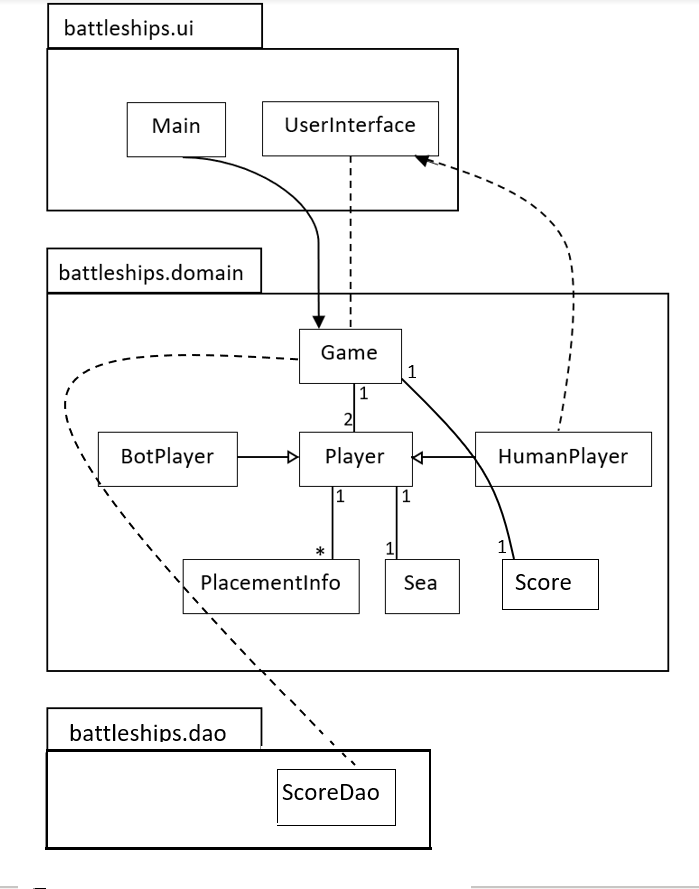 battleships.ui
Main
UserInterface
battleships.domain
Game
1
1
2
BotPlayer
Player
HumanPlayer
1
1
*
1
1
PlacementInfo
Sea
Score
battleships.dao
ScoreDao